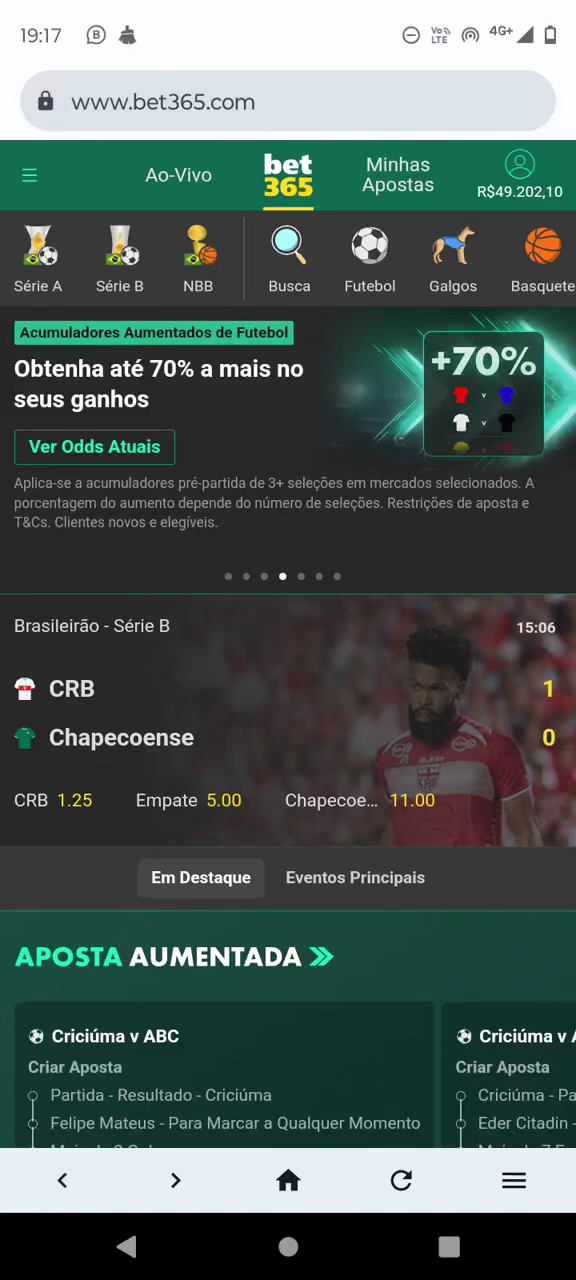 19:17
Vo LTE 4G+
www.bet365.com
Ao-Vivo
bet365
Minhas Apostas
R$49.202,10
Série A Série B NBB Busca Futebol Galgos Basquete
Acumuladores Aumentados de Futebol
Obtenha até 70% a mais no
seus ganhos
+70%
v
v
Ver Odds Atuais
Aplica-se a acumuladores pré-partida de 3+ seleções em mercados selecionados. A
porcentagem do aumento depende do número de seleções. Restrições de aposta e
T&Cs. Clientes novos e elegíveis.
Brasileirão - Série B 15:06
CRB 1
Chapecoense 0
CRB 1.25 Empate 5.00 Chapecoe... 11.00
Em Destaque Eventos Principais
APOSTA AUMENTADA
Criciúma v ABC
Criar Aposta
Partida - Resultado - Criciúma
Felipe Mateus - Para Marcar a Qualquer Momento
Criciúma v A
Criar Aposta
Criciúma - Pa
Eder Citadin -